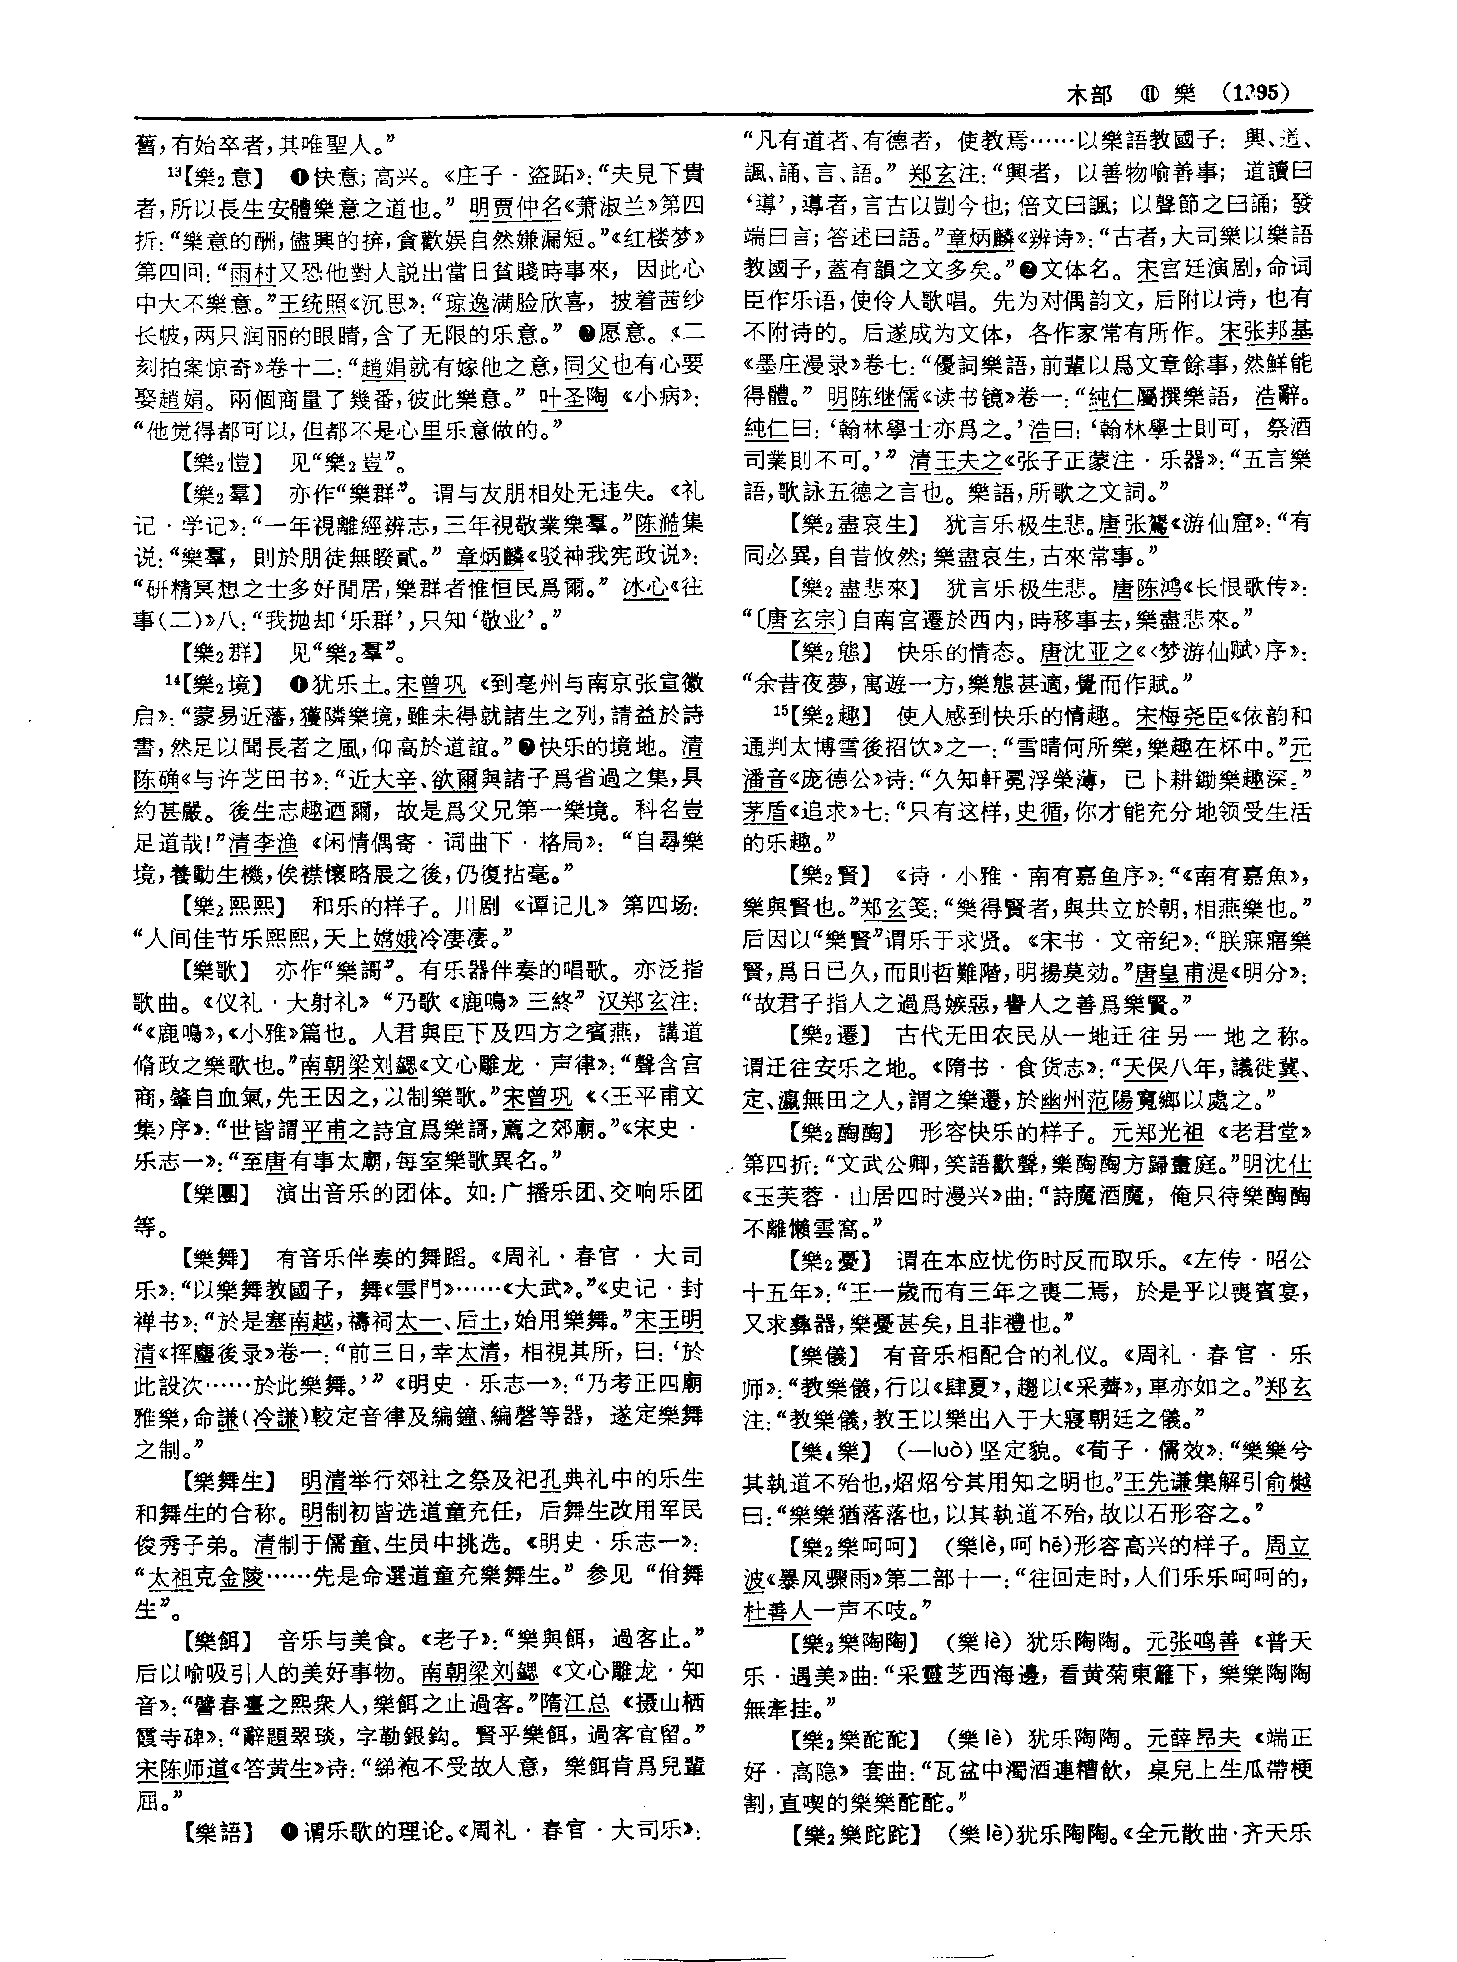 木部 ⑪ 樂 (1295)
舊，有始卒者，其唯聖人。”
13【樂2意】 ❶快意；高兴。《庄子·盗跖》：“夫見下貴
者，所以長生安體樂意之道也。” 明贾仲名《萧淑兰》第四
折：“樂意的酬，儘興的拚，貪歡娱自然嫌漏短。”《红楼梦》
第四回：“雨村又恐他對人説出當日貧賤時事來，因此心
中大不樂意。”王统照《沉思》：“琼逸满脸欣喜，披着茜纱
长帔，两只润丽的眼睛，含了无限的乐意。” ❷愿意。《二
刻拍案惊奇》卷十二：“趙娟就有嫁他之意，同父也有心要
娶趙娟。兩個商量了幾番，彼此樂意。” 叶圣陶《小病》：
“他觉得都可以，但都不是心里乐意做的。”
【樂2愷】 见“樂2豈”。
【樂2羣】 亦作“樂群”。谓与友朋相处无违失。《礼
记·学记》：“一年視離經辨志，三年視敬業樂羣。”陈澔集
说：“樂羣，則於朋徒無睽貳。” 章炳麟《驳神我宪政说》：
“研精冥想之士多好閒居，樂群者惟恒民爲爾。” 冰心《往
事(二)》八：“我抛却‘乐群’，只知‘敬业’。”
【樂2群】 见“樂2羣”。
14【樂2境】 ❶犹乐土。宋曾巩《到亳州与南京张宣徽
启》：“蒙易近藩，獲隣樂境，雖未得就諸生之列，請益於詩
書，然足以聞長者之風，仰高於道誼。”❷快乐的境地。清
陈确《与许芝田书》：“近大辛、欲爾與諸子爲省過之集，具
約甚嚴。後生志趣迺爾，故是爲父兄第一樂境。科名豈
足道哉！”清李渔《闲情偶寄·词曲下·格局》：“自尋樂
境，養動生機，俟襟懷略展之後，仍復拈毫。”
【樂2熙熙】 和乐的样子。川剧《谭记儿》第四场：
“人间佳节乐熙熙，天上嫦娥冷凄凄。”
【樂歌】 亦作“樂謌”。有乐器伴奏的唱歌。亦泛指
歌曲。《仪礼·大射礼》“乃歌《鹿鳴》三終” 汉郑玄注：
“《鹿鳴》，《小雅》篇也。人君與臣下及四方之賓燕，講道
脩政之樂歌也。”南朝梁刘勰《文心雕龙·声律》：“聲含宫
商，肇自血氣，先王因之，以制樂歌。”宋曾巩《〈王平甫文
集〉序》：“世皆謂平甫之詩宜爲樂謌，薦之郊廟。”《宋史·
乐志一》：“至唐有事太廟，每室樂歌異名。”
【樂團】 演出音乐的团体。如：广播乐团、交响乐团
等。
【樂舞】 有音乐伴奏的舞蹈。《周礼·春官·大司
乐》：“以樂舞教國子，舞《雲門》……《大武》。”《史记·封
禅书》：“於是塞南越，禱祠太一、后土，始用樂舞。”宋王明
清《挥麈後录》卷一：“前三日，幸太清，相視其所，曰：‘於
此設次……於此樂舞。’” 《明史·乐志一》：“乃考正四廟
雅樂，命謙(冷謙)較定音律及編鐘、編磬等器，遂定樂舞
之制。”
【樂舞生】 明清举行郊社之祭及祀孔典礼中的乐生
和舞生的合称。明制初皆选道童充任，后舞生改用军民
俊秀子弟。清制于儒童、生员中挑选。《明史·乐志一》：
“太祖克金陵……先是命選道童充樂舞生。”参见“佾舞
生”。
【樂餌】 音乐与美食。《老子》：“樂與餌，過客止。”
后以喻吸引人的美好事物。南朝梁刘勰《文心雕龙·知
音》：“譬春臺之熙衆人，樂餌之止過客。”隋江总《摄山栖
霞寺碑》：“辭題翠琰，字勒銀鈎。賢乎樂餌，過客宜留。”
宋陈师道《答黄生》诗：“綈袍不受故人意，樂餌肯爲兒輩
屈。”
【樂語】 ❶谓乐歌的理论。《周礼·春官·大司乐》：
“凡有道者、有德者，使教焉……以樂語教國子：興、道、
諷、誦、言、語。” 郑玄注：“興者，以善物喻善事；道讀曰
‘導’，導者，言古以剴今也；倍文曰諷；以聲節之曰誦；發
端曰言；答述曰語。”章炳麟《辨诗》：“古者，大司樂以樂語
教國子，蓋有韻之文多矣。”❷文体名。宋宫廷演剧，命词
臣作乐语，使伶人歌唱。先为对偶韵文，后附以诗，也有
不附诗的。后遂成为文体，各作家常有所作。宋张邦基
《墨庄漫录》卷七：“優詞樂語，前輩以爲文章餘事，然鮮能
得體。” 明陈继儒《读书镜》卷一：“純仁屬撰樂語，浩辭。
純仁曰：‘翰林學士亦爲之。’浩曰：‘翰林學士則可，祭酒
司業則不可。’” 清王夫之《张子正蒙注·乐器》：“五言樂
語，歌詠五德之言也。樂語，所歌之文詞。”
【樂2盡哀生】 犹言乐极生悲。唐张鷟《游仙窟》：“有
同必異，自昔攸然；樂盡哀生，古來常事。”
【樂2盡悲來】 犹言乐极生悲。唐陈鸿《长恨歌传》：
“〔唐玄宗〕自南宫遷於西内，時移事去，樂盡悲來。”
【樂2態】 快乐的情态。唐沈亚之《〈梦游仙赋〉序》：
“余昔夜夢，寓遊一方，樂態甚適，覺而作賦。”
15【樂2趣】 使人感到快乐的情趣。宋梅尧臣《依韵和
通判太博雪後招饮》之一：“雪晴何所樂，樂趣在杯中。”元
潘音《庞德公》诗：“久知軒冕浮榮薄，已卜耕鋤樂趣深。”
茅盾《追求》七：“只有这样，史循，你才能充分地领受生活
的乐趣。”
【樂2賢】 《诗·小雅·南有嘉鱼序》：“《南有嘉魚》，
樂與賢也。”郑玄笺：“樂得賢者，與共立於朝，相燕樂也。”
后因以“樂賢”谓乐于求贤。《宋书·文帝纪》：“朕寐寤樂
賢，爲日已久，而則哲難階，明揚莫効。”唐皇甫湜《明分》：
“故君子指人之過爲嫉惡，譽人之善爲樂賢。”
【樂2遷】 古代无田农民从一地迁往另一地之称。
谓迁往安乐之地。《隋书·食货志》：“天保八年，議徙冀、
定、瀛無田之人，謂之樂遷，於幽州范陽寬鄉以處之。”
【樂2陶陶】 形容快乐的样子。元郑光祖《老君堂》
第四折：“文武公卿，笑語歡聲，樂陶陶方歸畫庭。”明沈仕
《玉芙蓉·山居四时漫兴》曲：“詩魔酒魔，俺只待樂陶陶
不離懶雲窩。”
【樂2憂】 谓在本应忧伤时反而取乐。《左传·昭公
十五年》：“王一歲而有三年之喪二焉，於是乎以喪賓宴，
又求彝器，樂憂甚矣，且非禮也。”
【樂儀】 有音乐相配合的礼仪。《周礼·春官·乐
师》：“教樂儀，行以《肆夏》，趨以《采薺》，車亦如之。”郑玄
注：“教樂儀，教王以樂出入于大寢朝廷之儀。”
【樂4樂】 (一luò)坚定貌。《荀子·儒效》：“樂樂兮
其執道不殆也，炤炤兮其用知之明也。”王先谦集解引俞樾
曰：“樂樂猶落落也，以其執道不殆，故以石形容之。”
【樂2樂呵呵】 (樂lè，呵hē)形容高兴的样子。周立
波《暴风骤雨》第二部十一：“往回走时，人们乐乐呵呵的，
杜善人一声不吱。”
【樂2樂陶陶】 (樂lè) 犹乐陶陶。元张鸣善《普天
乐·遇美》曲：“采靈芝西海邊，看黄菊東籬下，樂樂陶陶
無牽挂。”
【樂2樂酡酡】 (樂lè) 犹乐陶陶。元薛昂夫《端正
好·高隐》套曲：“瓦盆中濁酒連糟飲，桌兒上生瓜帶梗
割，直喫的樂樂酡酡。”
【樂2樂跎跎】 (樂lè)犹乐陶陶。《全元散曲·齐天乐